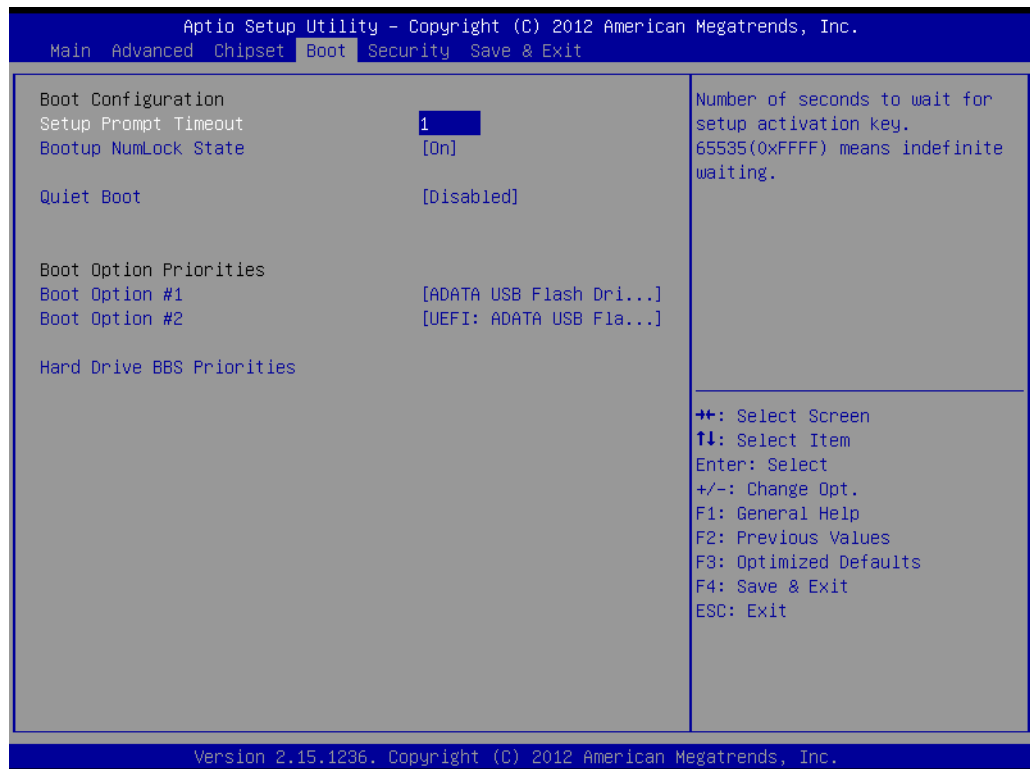 Aptio Setup Utility – Copyright (C) 2012 American Megatrends, Inc.
Main Advanced Chipset Boot Security Save & Exit
Boot Configuration
Setup Prompt Timeout 1
Bootup NumLock State [On]
Quiet Boot [Disabled]
Boot Option Priorities
Boot Option #1 [ADATA USB Flash Dri...]
Boot Option #2 [UEFI: ADATA USB Fla...]
Hard Drive BBS Priorities
Number of seconds to wait for
setup activation key.
65535(0xFFFF) means indefinite
waiting.
→←: Select Screen
↑↓: Select Item
Enter: Select
+/-: Change Opt.
F1: General Help
F2: Previous Values
F3: Optimized Defaults
F4: Save & Exit
ESC: Exit
Version 2.15.1236. Copyright (C) 2012 American Megatrends, Inc.